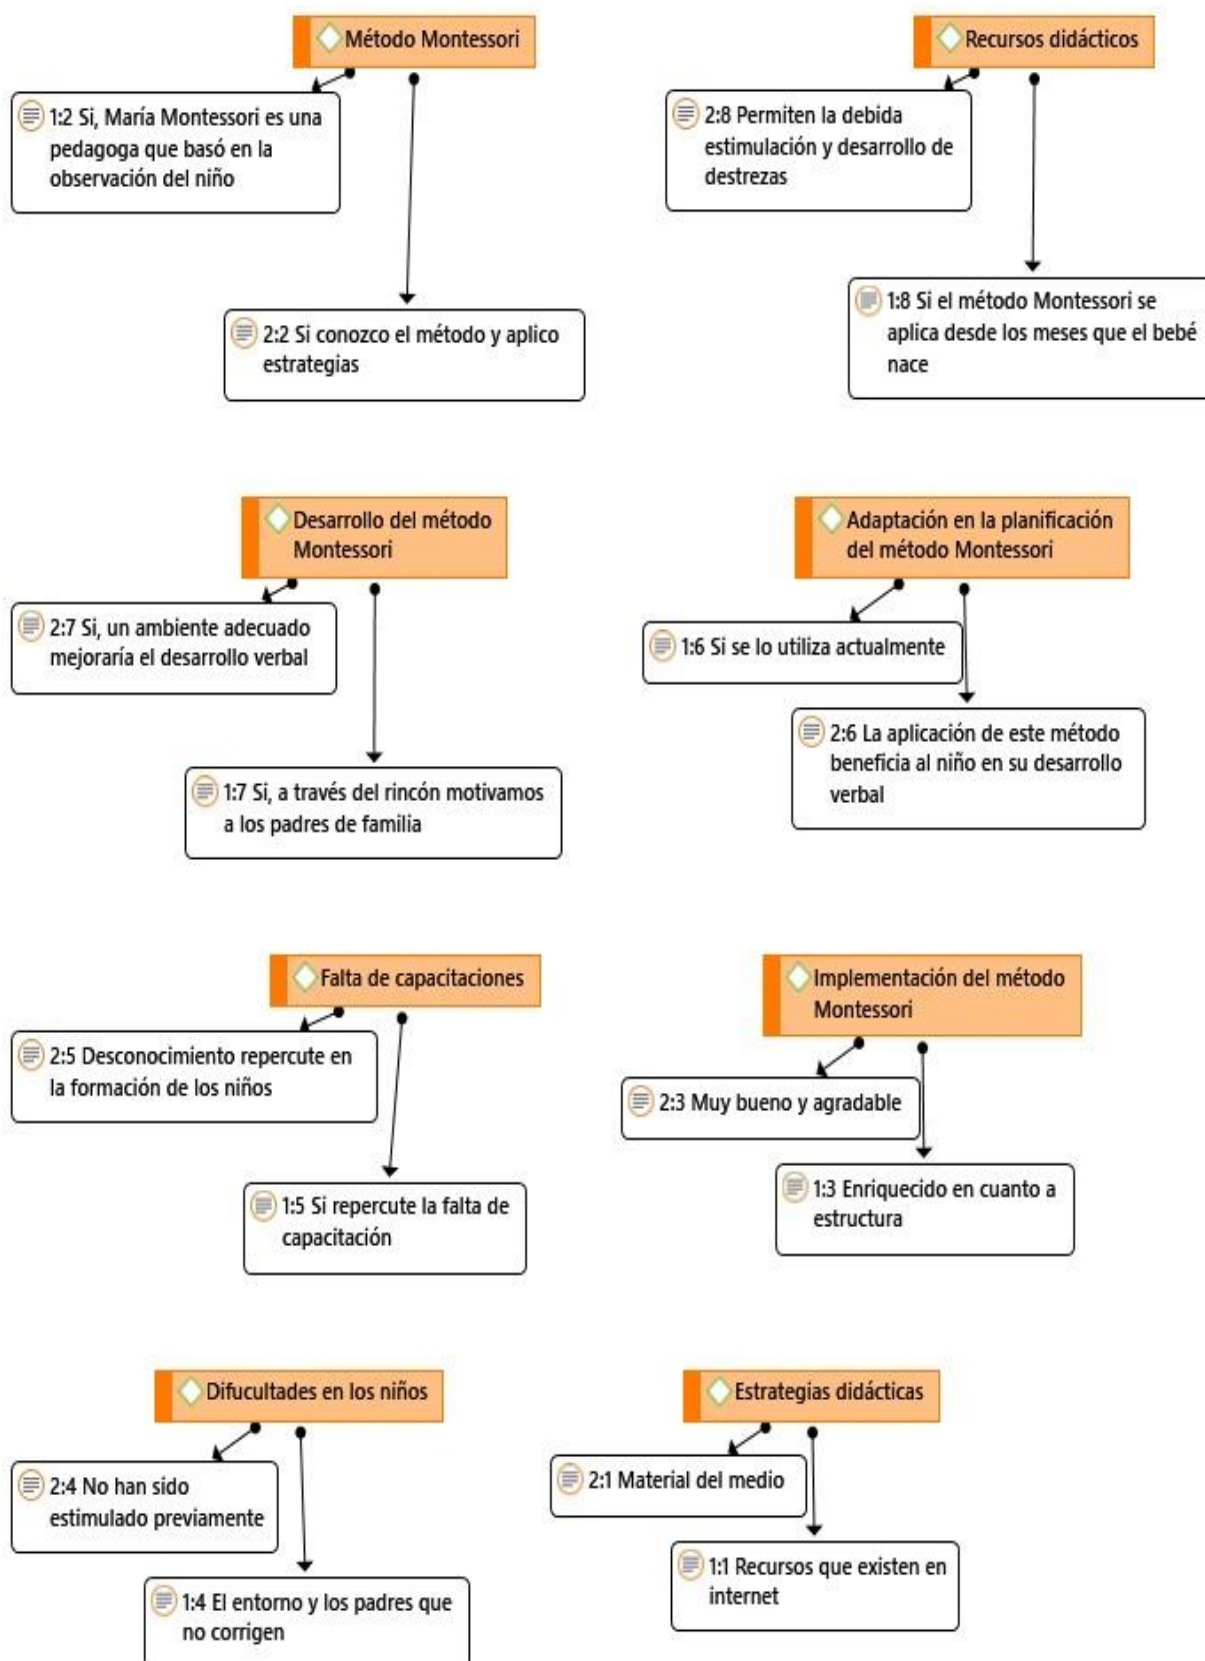 Método Montessori
1:2 Si, María Montessori es una
pedagoga que basó en la
observación del niño
2:2 Si conozco el método y aplico
estrategias
Recursos didácticos
2:8 Permiten la debida
estimulación y desarrollo de
destrezas
1:8 Si el método Montessori se
aplica desde los meses que el bebé
nace
Desarrollo del método
Montessori
2:7 Si, un ambiente adecuado
mejoraría el desarrollo verbal
1:7 Si, a través del rincón motivamos
a los padres de familia
Adaptación en la planificación
del método Montessori
1:6 Si se lo utiliza actualmente
2:6 La aplicación de este método
beneficia al niño en su desarrollo
verbal
Falta de capacitaciones
2:5 Desconocimiento repercute en
la formación de los niños
1:5 Si repercute la falta de
capacitación
Implementación del método
Montessori
2:3 Muy bueno y agradable
1:3 Enriquecido en cuanto a
estructura
Difucultades en los niños
2:4 No han sido
estimulado previamente
1:4 El entorno y los padres que
no corrigen
Estrategias didácticas
2:1 Material del medio
1:1 Recursos que existen en
internet